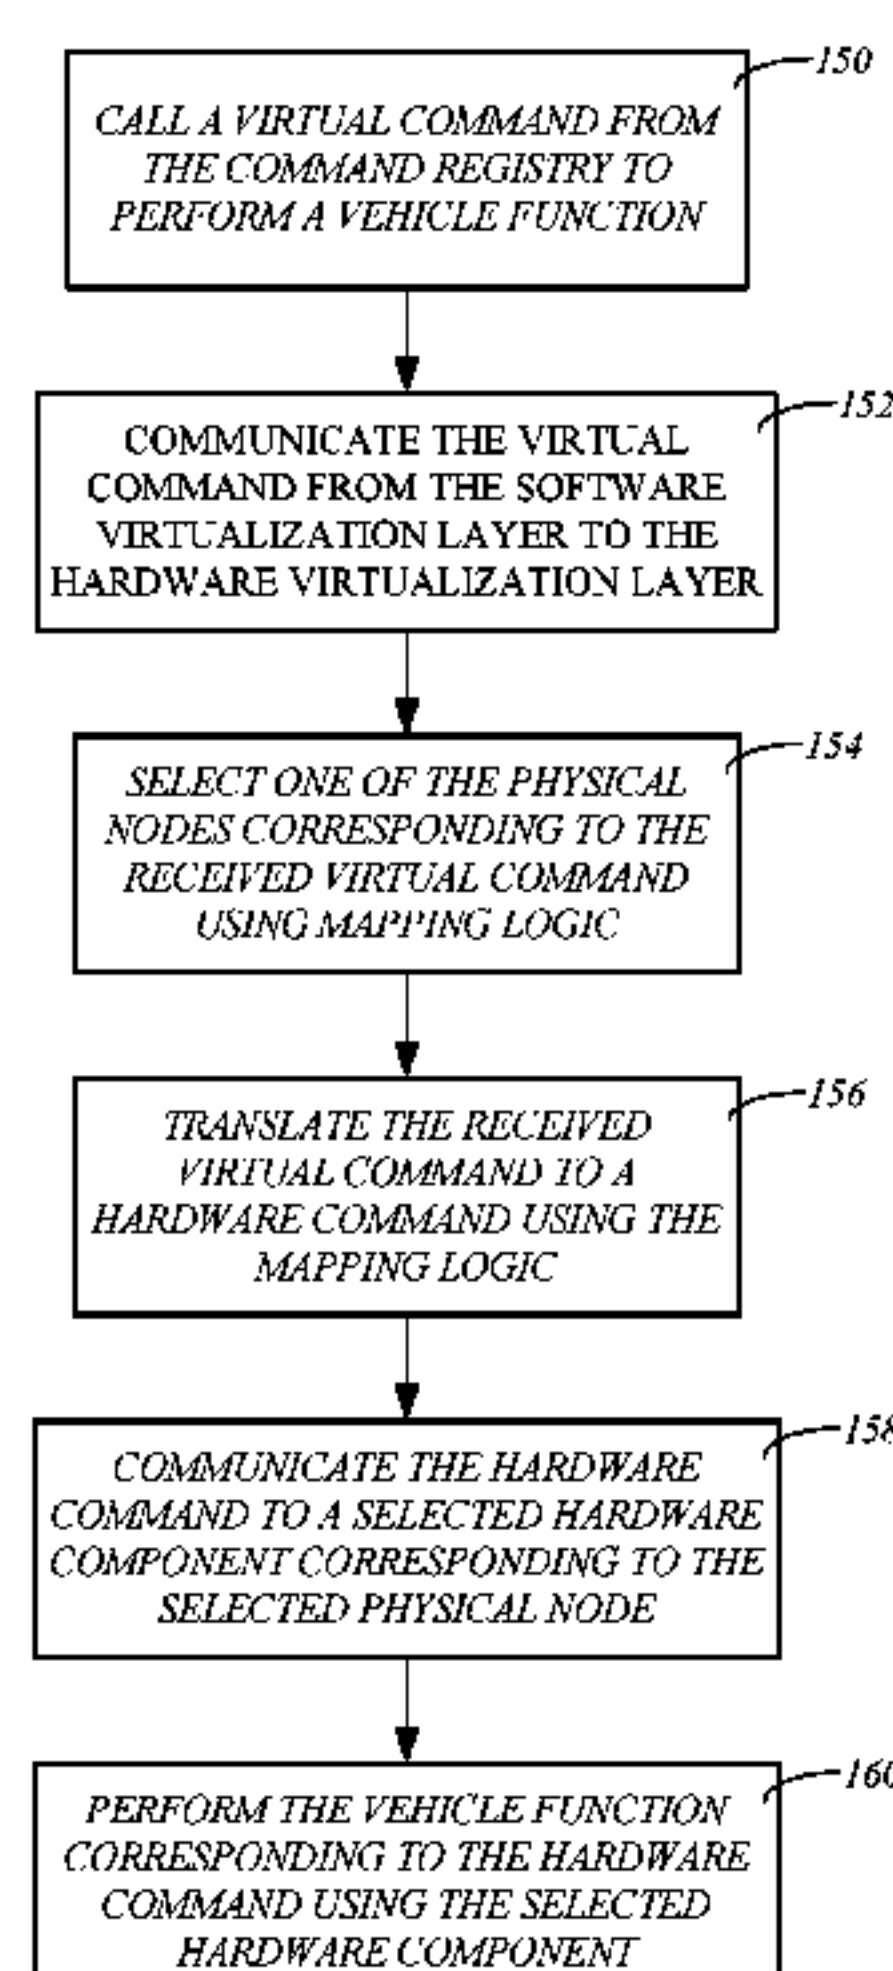 150
CALL A VIRTUAL COMMAND FROM
THE COMMAND REGISTRY TO
PERFORM A VEHICLE FUNCTION
152
COMMUNICATE THE VIRTUAL
COMMAND FROM THE SOFTWARE
VIRTUALIZATION LAYER TO THE
HARDWARE VIRTUALIZATION LAYER
154
SELECT ONE OF THE PHYSICAL
NODES CORRESPONDING TO THE
RECEIVED VIRTUAL COMMAND
USING MAPPING LOGIC
156
TRANSLATE THE RECEIVED
VIRTUAL COMMAND TO A
HARDWARE COMMAND USING THE
MAPPING LOGIC
158
COMMUNICATE THE HARDWARE
COMMAND TO A SELECTED HARDWARE
COMPONENT CORRESPONDING TO THE
SELECTED PHYSICAL NODE
160
PERFORM THE VEHICLE FUNCTION
CORRESPONDING TO THE HARDWARE
COMMAND USING THE SELECTED
HARDWARE COMPONENT